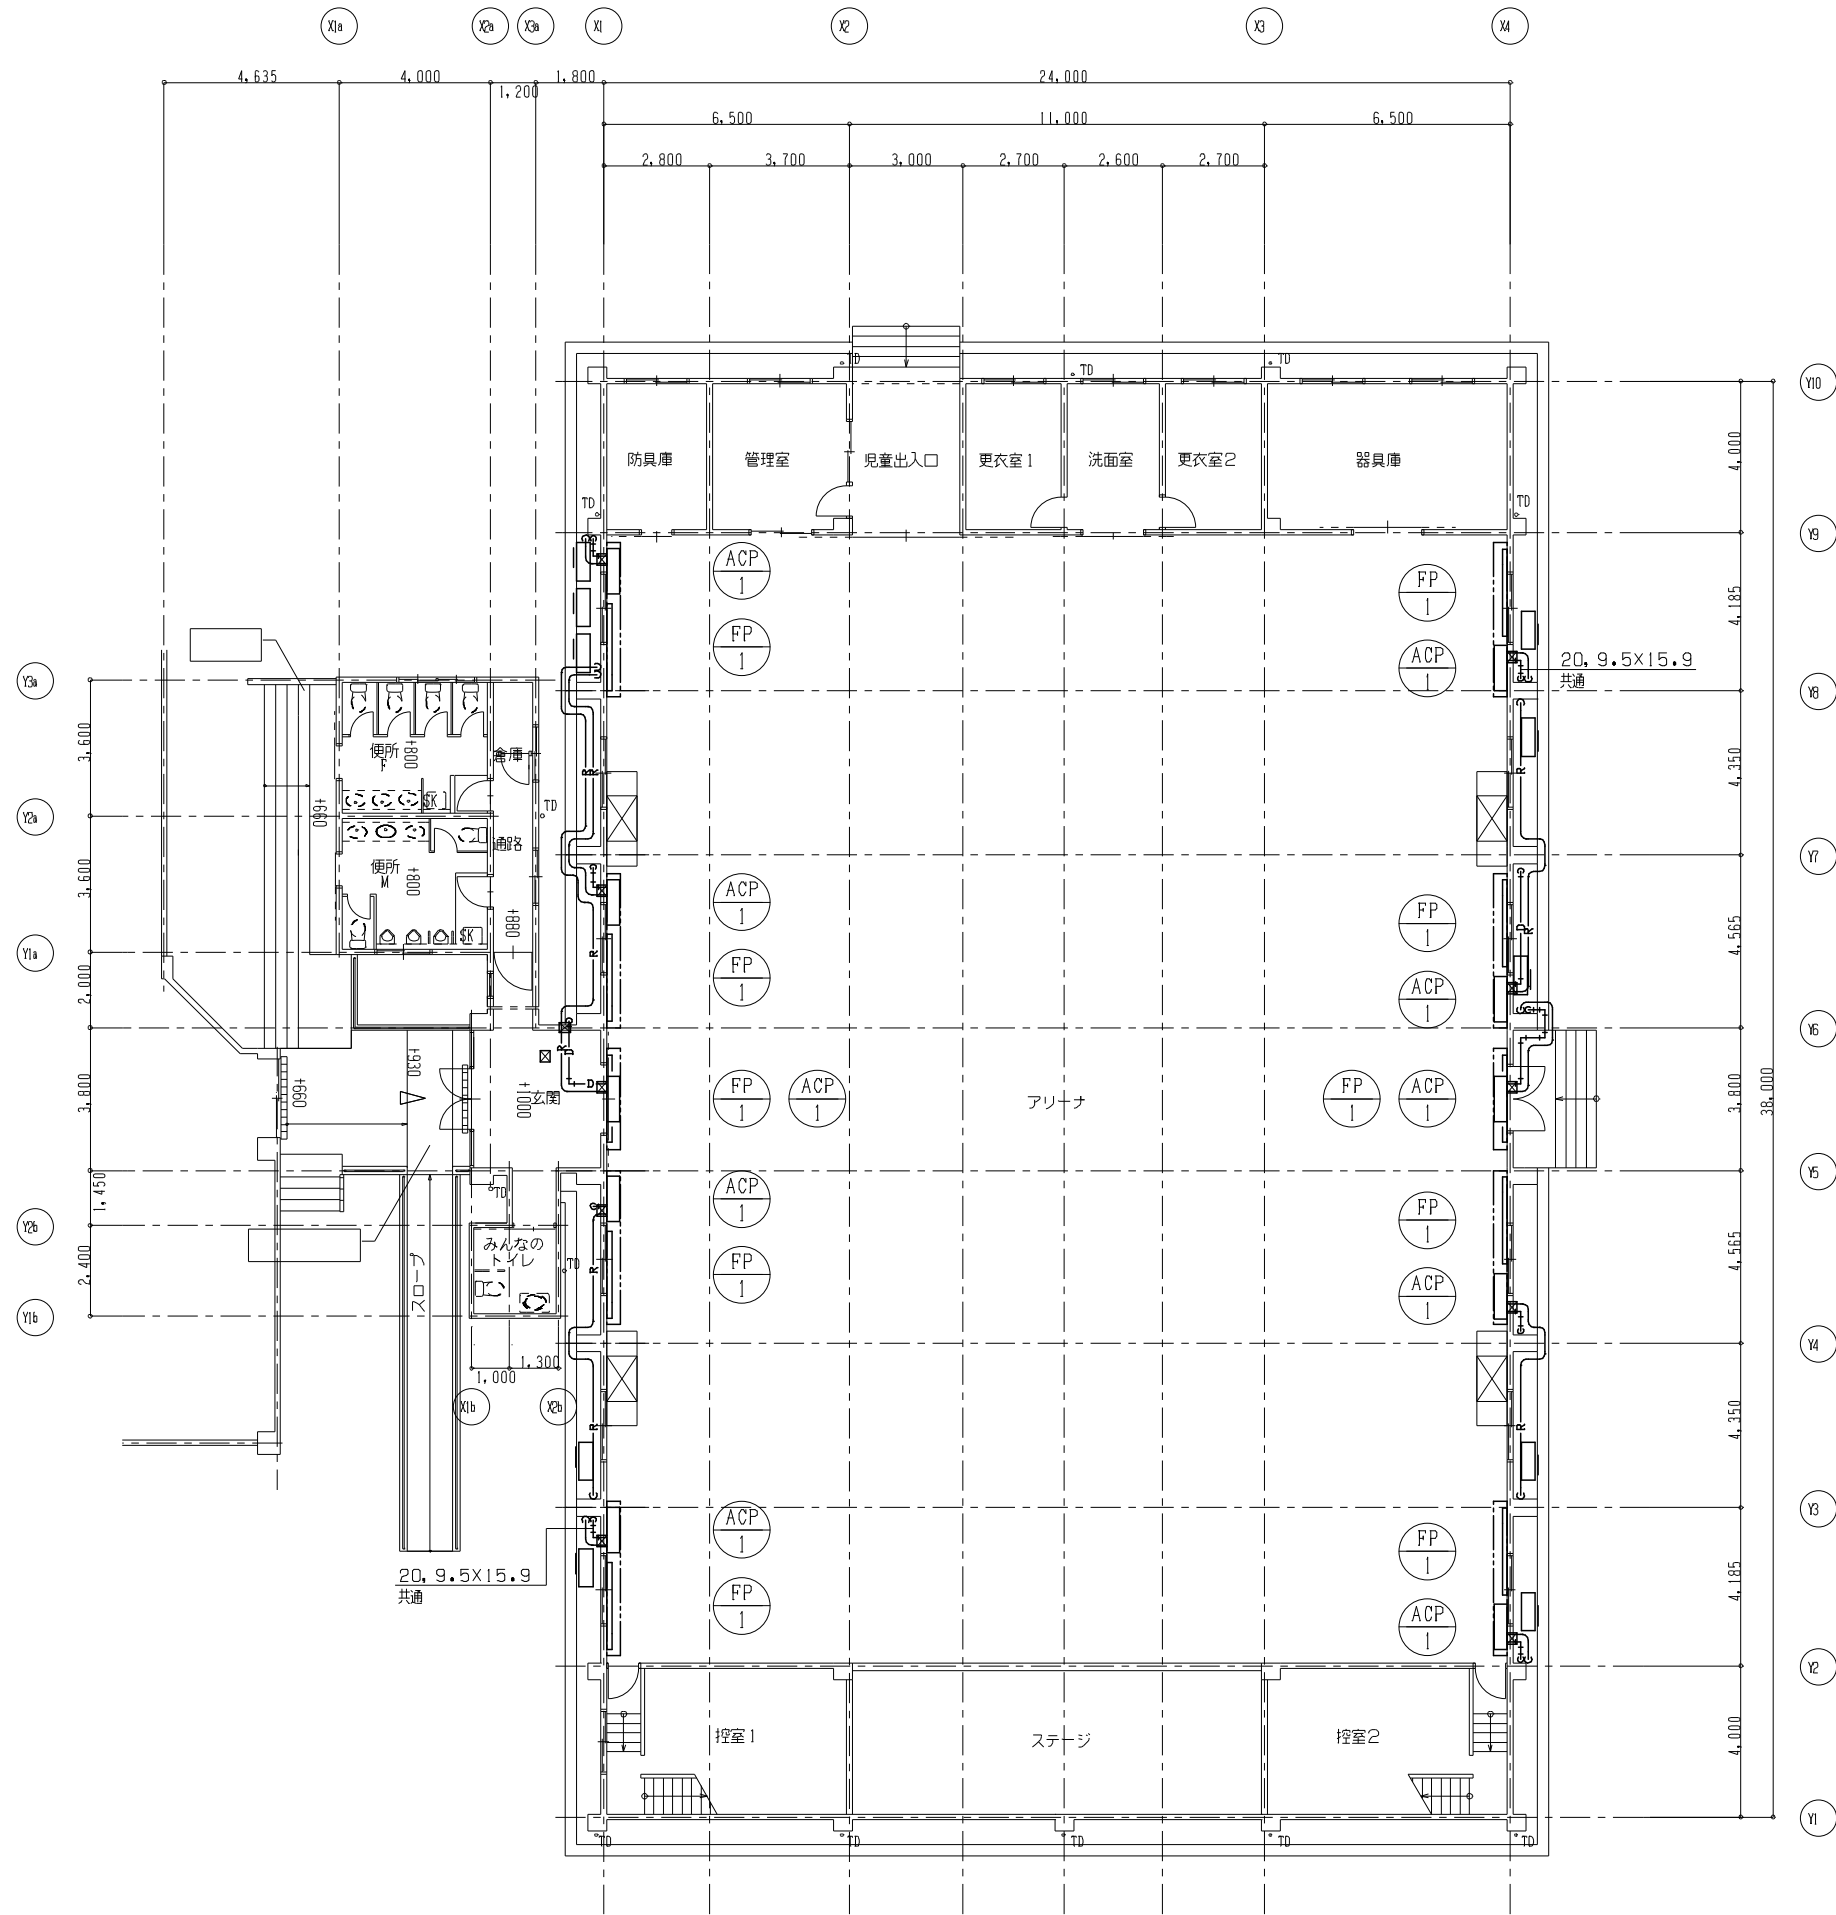 X1a X2a X3a X1 X2 X3 X4
4,635 4,000 1,800 24,000
1,200
6,500 11,000 6,500
2,800 3,700 3,000 2,700 2,600 2,700
TD TD TD
Y10
防具庫 管理室 児童出入口 更衣室1 洗面室 更衣室2 器具庫
4,000
TD TD
Y9
ACP 1
FP 1
4,185
FP 1
ACP 1
20, 9.5X15.9
共通
Y3a
Y8
3,600
便所
F
+800
倉庫
R R R
4,350
+660
SK
TD
Y2a
通路
Y7
3,600
便所
M
+800
ACP 1
FP 1
D
R
4,565
+880
SK
Y1a
R
FP 1
ACP 1
2,000
Y6
R
D
D
+930
+1000
玄関
+690
3,800
FP 1
ACP 1
アリーナ
FP 1
ACP 1
3,800
38,000
Y5
1,450
TD
ACP 1
FP 1
Y2b
みんなの
トイレ
TD
R
2,400
スロープ
FP 1
ACP 1
4,565
Y1b
Y4
1,300
1,000
X1b X2b
R
R
4,350
Y3
ACP 1
FP 1
20, 9.5X15.9
共通
FP 1
ACP 1
4,185
Y2
控室1 ステージ 控室2
4,000
Y1
TD TD TD TD TD